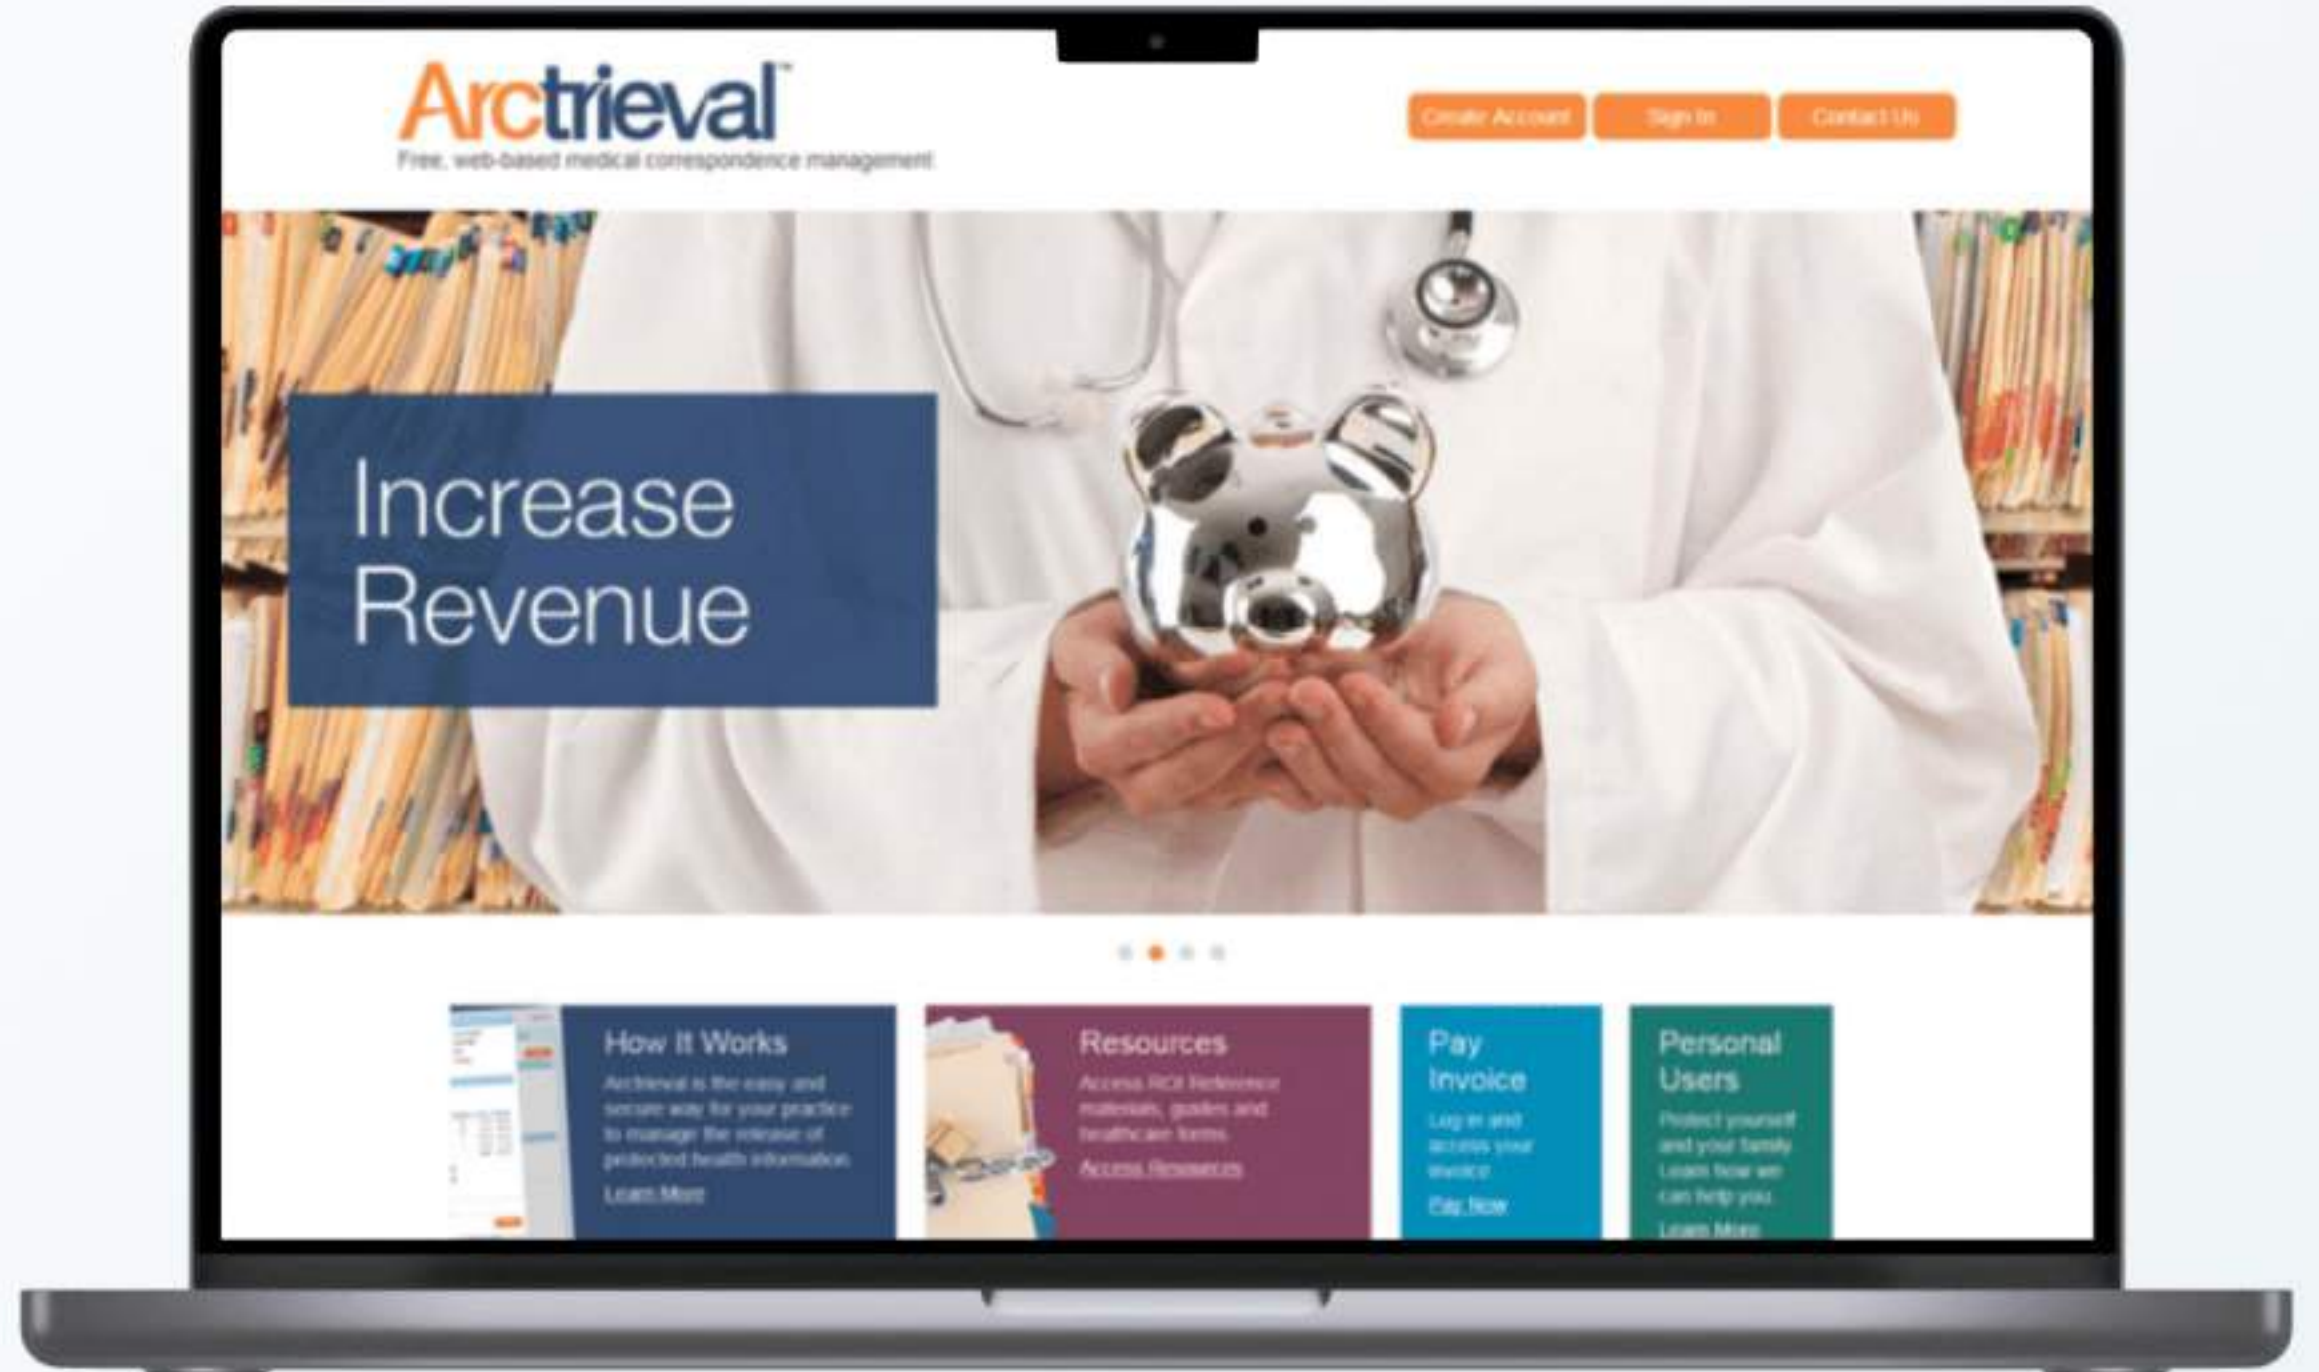 Arctrieval™
Free, web-based medical correspondence management
Create Account
Sign In
Contact Us
Increase
Revenue
How It Works
Arctrieval is the easy and
secure way for your practice
to manage the release of
protected health information.
Learn More
Resources
Access ROI Reference
materials, guides and
healthcare forms.
Access Resources
Pay
Invoice
Log in and
access your
invoice
Pay Now
Personal
Users
Protect yourself
and your family.
Learn how we
can help you.
Learn More